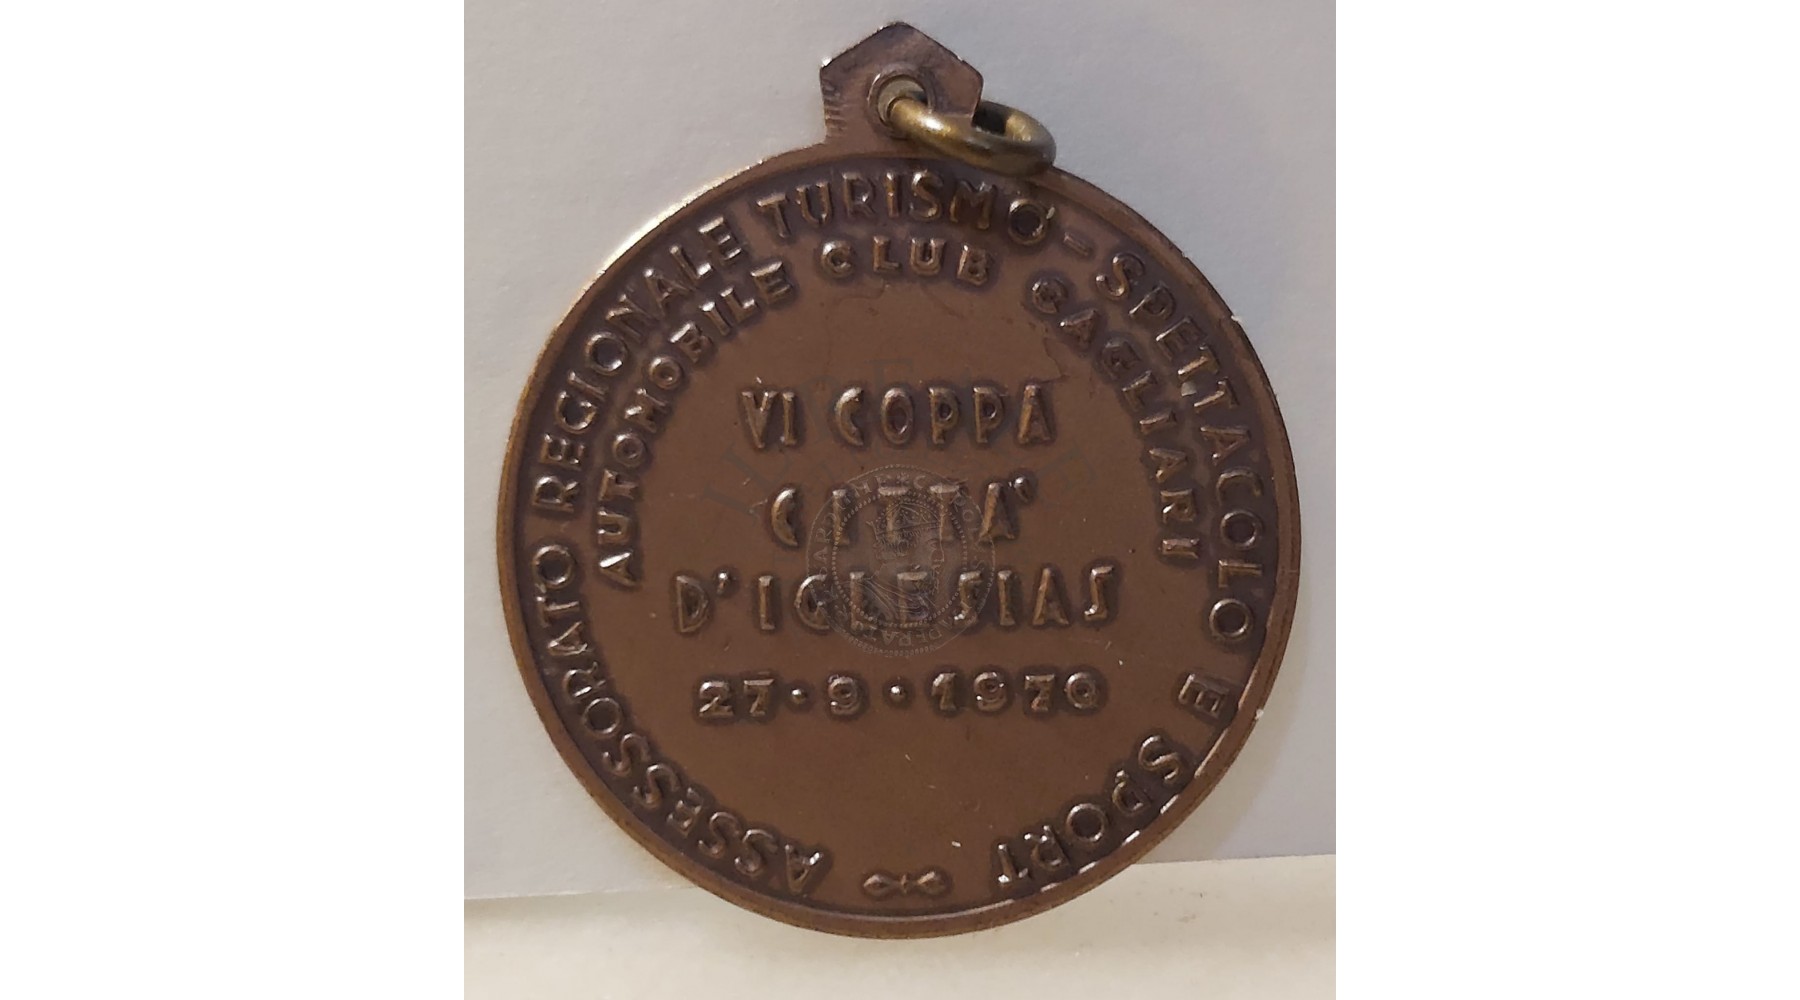 ASSESSORATO REGIONALE TURISMO - SPETTACOLO E SPORT
AUTOMOBILE CLUB CAGLIARI
VI COPPA
CITTA'
D'IGLESIAS
27·9·1970